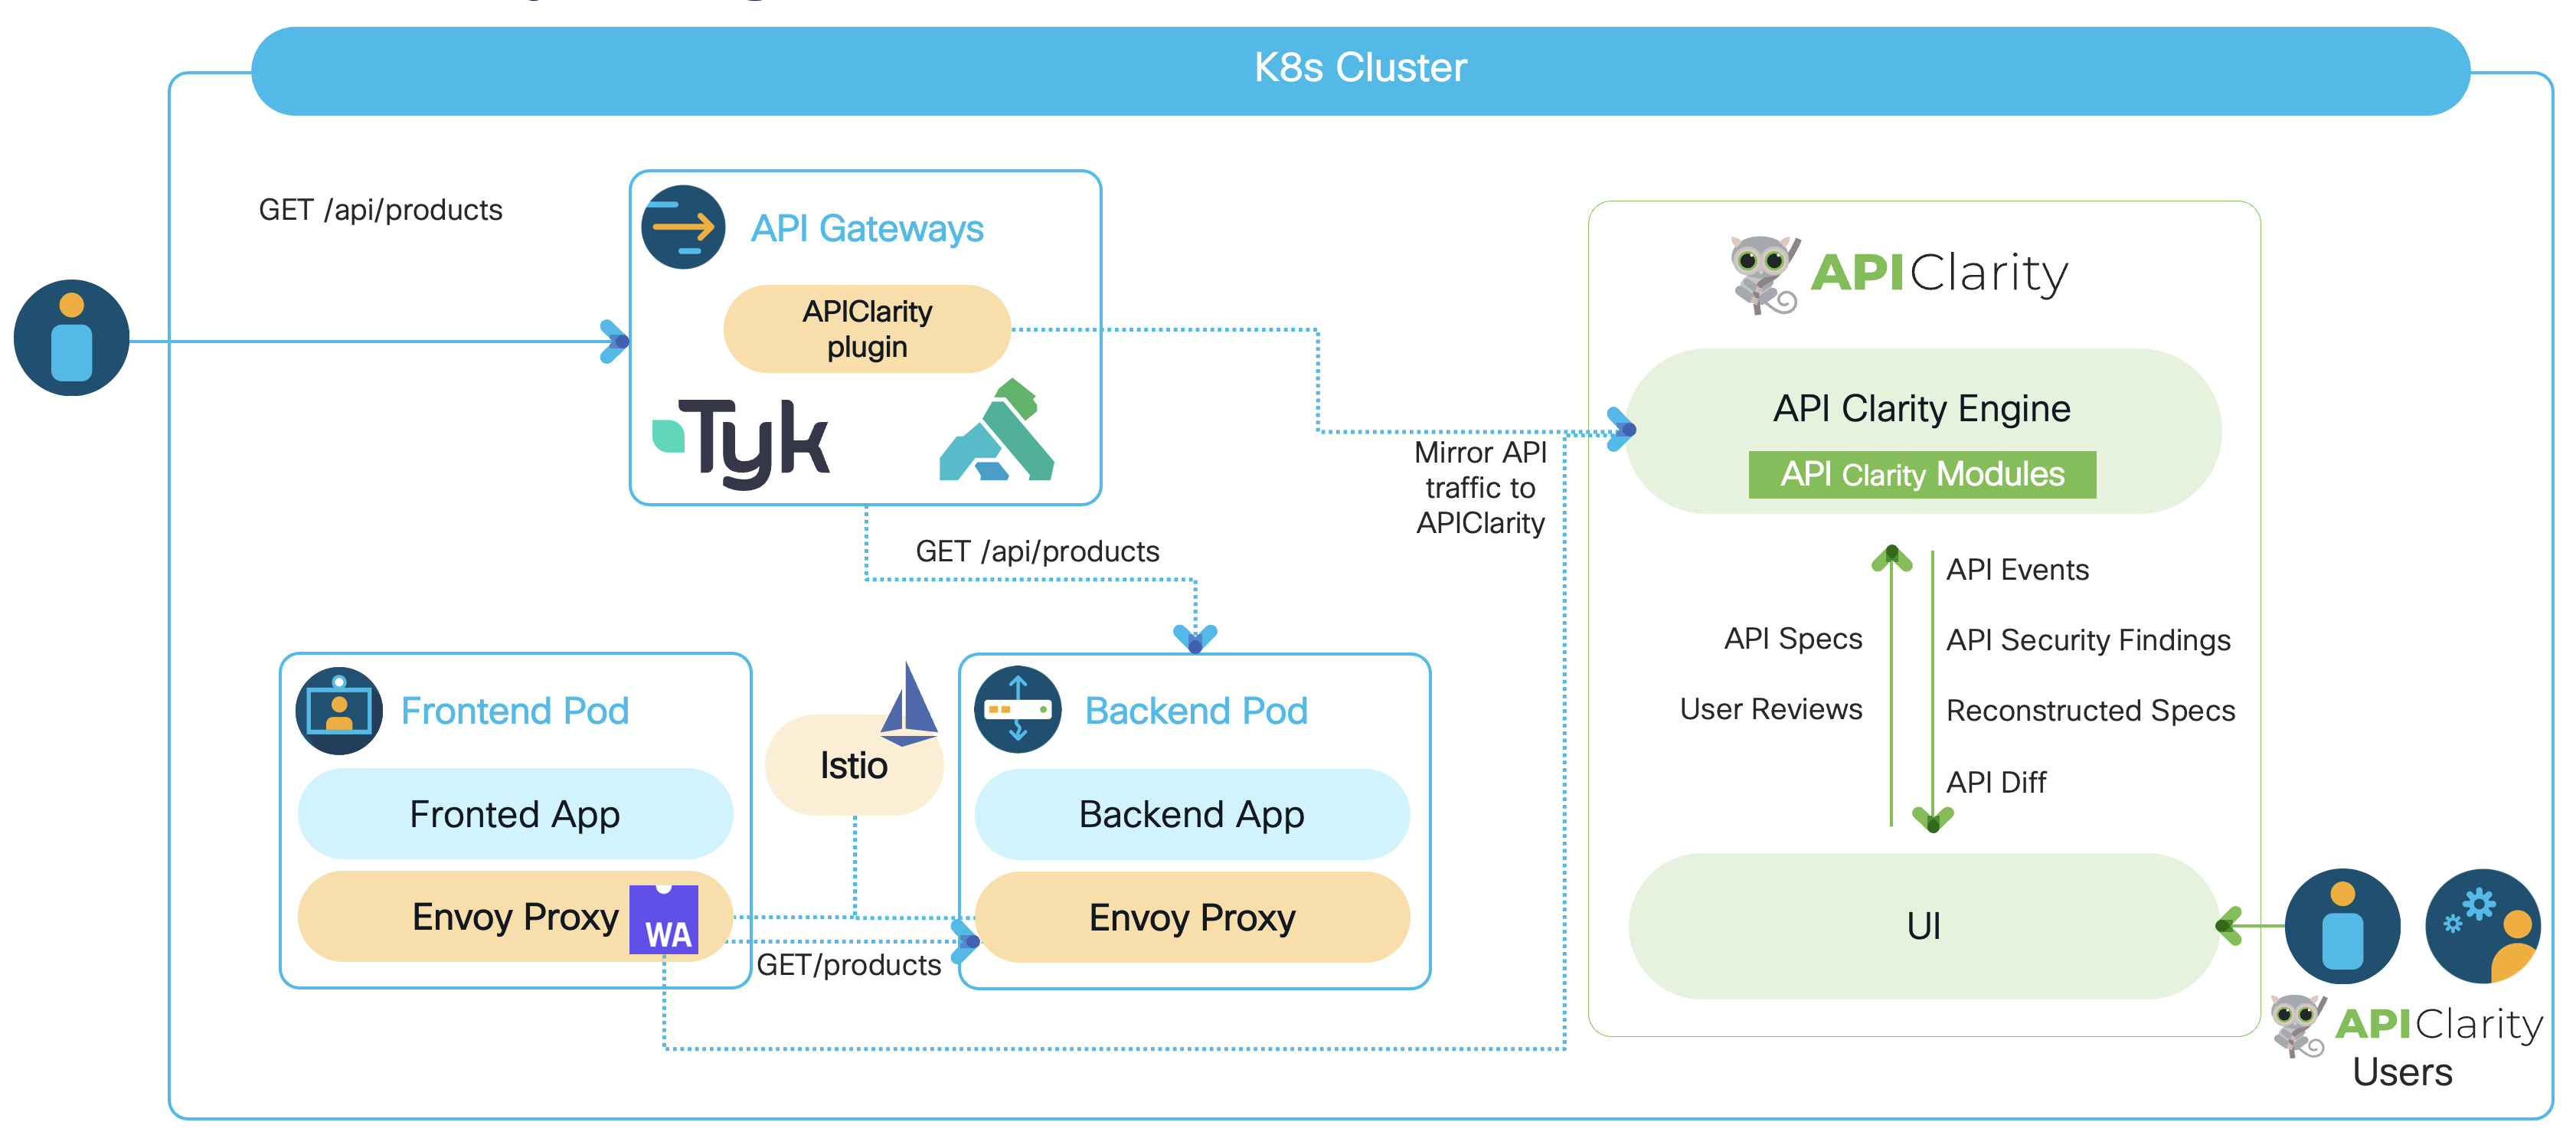 K8s Cluster
GET /api/products
API Gateways
APIClarity
plugin
Tyk
GET /api/products
Mirror API
traffic to
APIClarity
Frontend Pod
Fronted App
Envoy Proxy
WA
Istio
GET/products
Backend Pod
Backend App
Envoy Proxy
APIClarity
API Clarity Engine
API Clarity Modules
API Specs
User Reviews
API Events
API Security Findings
Reconstructed Specs
API Diff
UI
APIClarity
Users